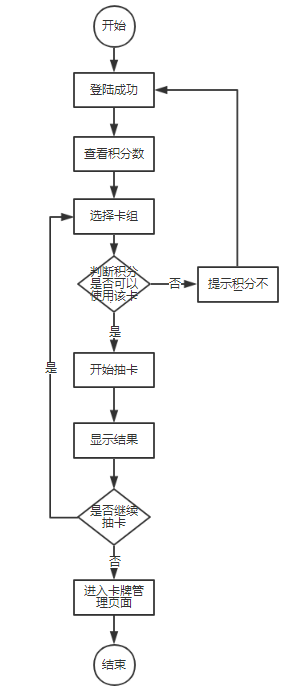 开始
登陆成功
查看积分数
选择卡组
判断积分
是否可以
使用该卡
否
提示积分不
是
开始抽卡
是
显示结果
是否继续
抽卡
否
进入卡牌管
理页面
结束